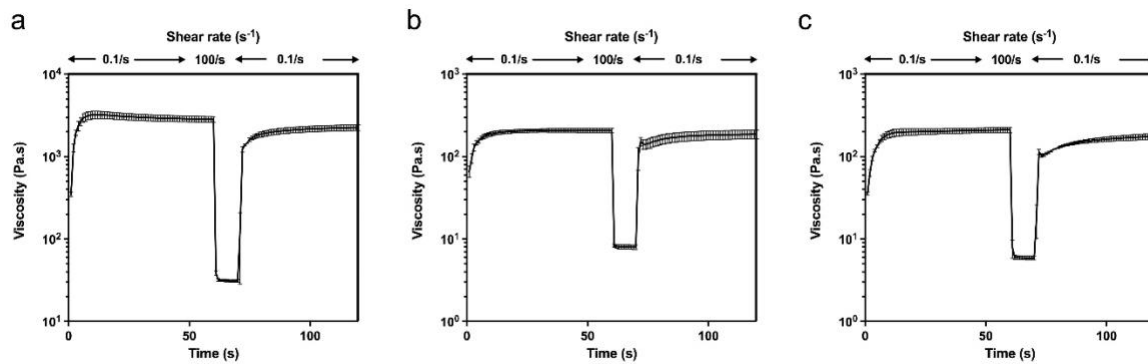 a
Shear rate (s⁻¹)
0.1/s 100/s 0.1/s
10⁴
10³
10²
10¹
Viscosity (Pa.s)
0 50 100
Time (s)
b
Shear rate (s⁻¹)
0.1/s 100/s 0.1/s
10³
10²
10¹
10⁰
Viscosity (Pa.s)
0 50 100
Time (s)
c
Shear rate (s⁻¹)
0.1/s 100/s 0.1/s
10³
10²
10¹
10⁰
Viscosity (Pa.s)
0 50 100
Time (s)